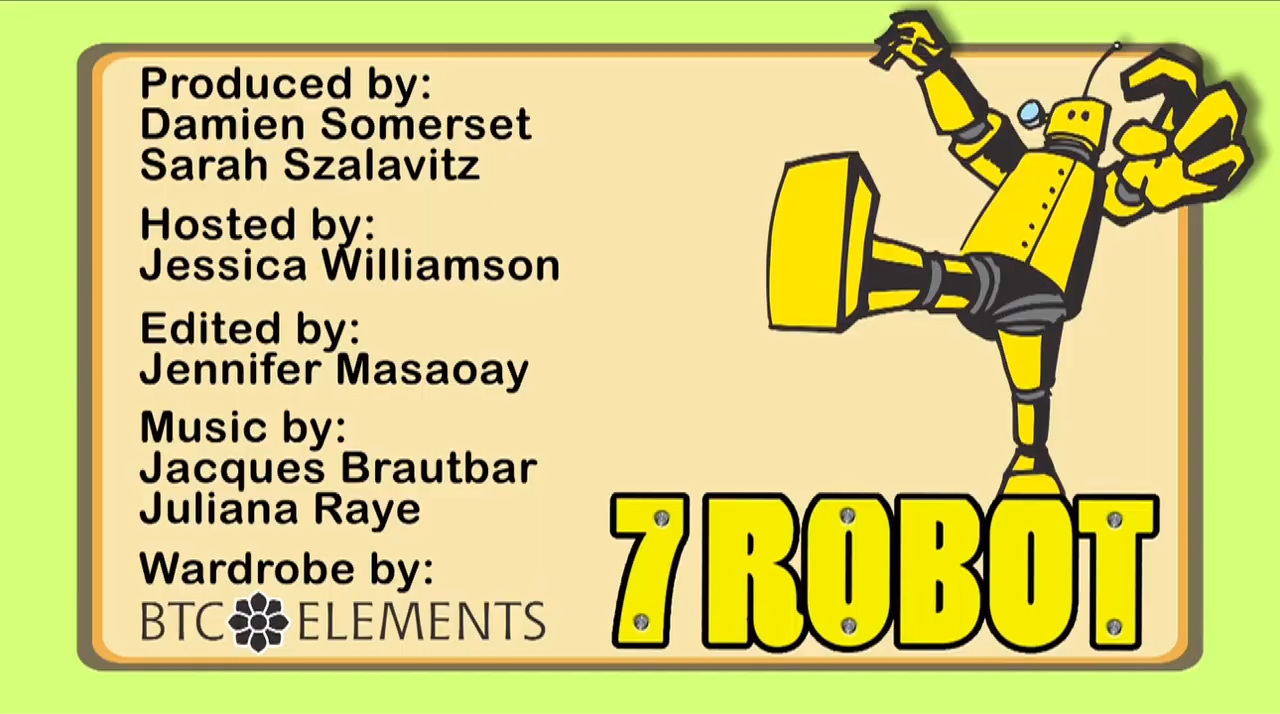 Produced by:
Damien Somerset
Sarah Szalavitz
Hosted by:
Jessica Williamson
Edited by:
Jennifer Masaoay
Music by:
Jacques Brautbar
Juliana Raye
Wardrobe by:
BTC ELEMENTS
7 ROBOT